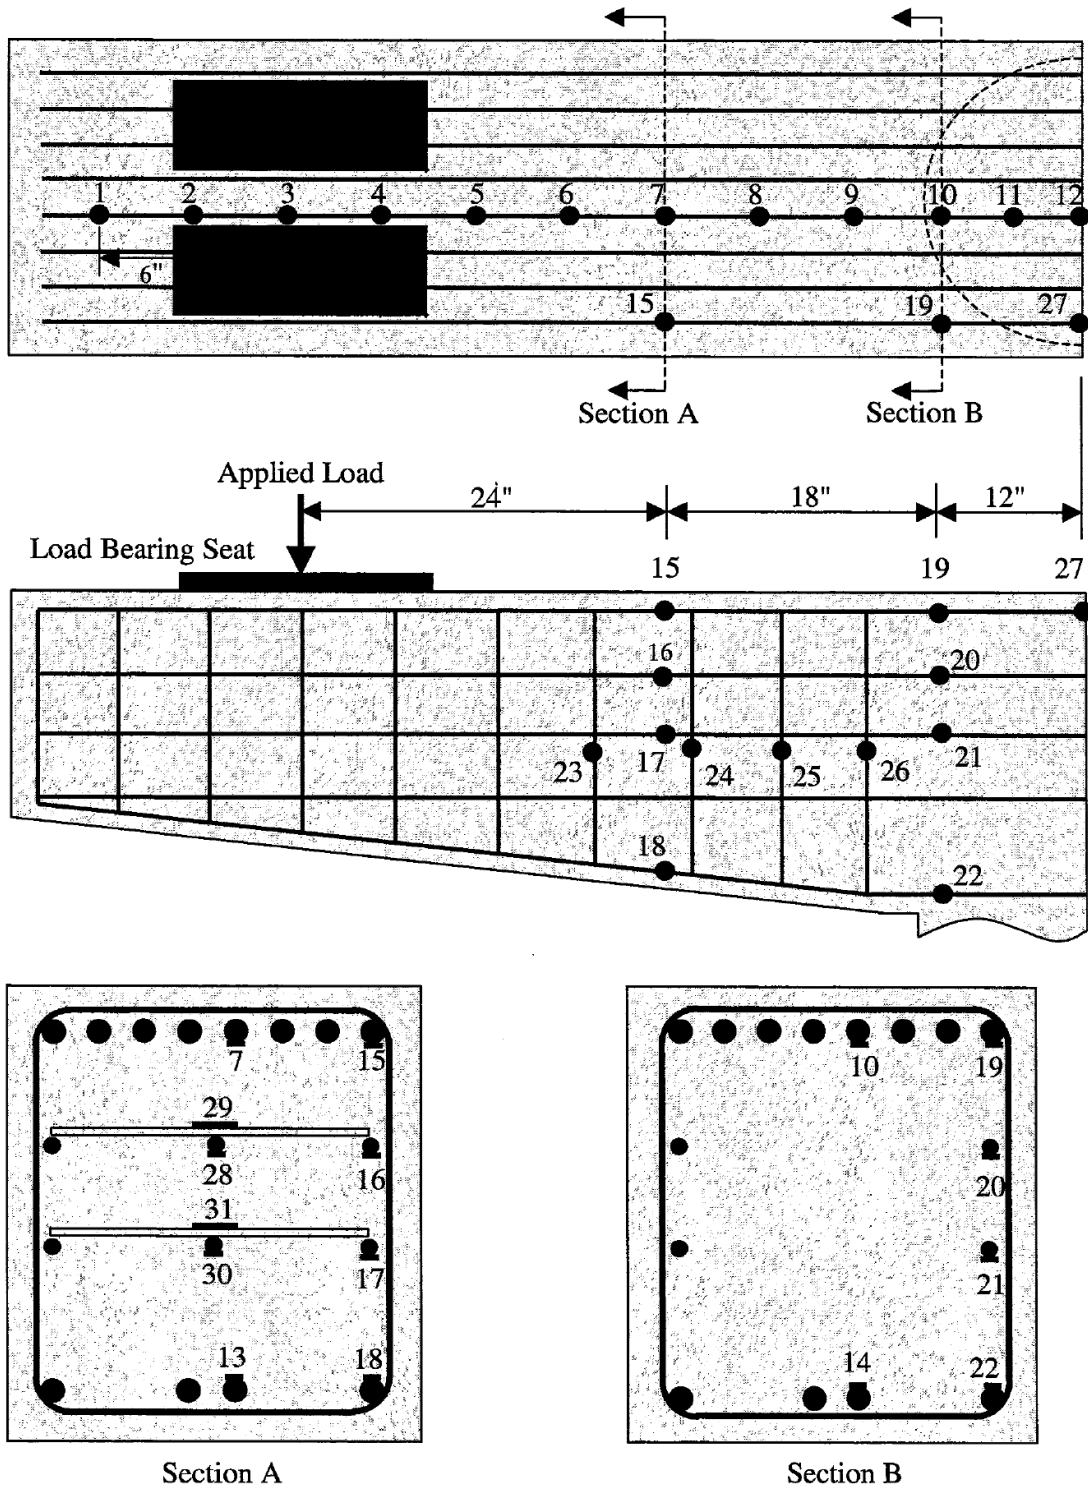 1 2 3 4 5 6 7 8 9 10 11 12
6"
15 19 27
Section A Section B
Applied Load
24" 18" 12"
Load Bearing Seat
15 19 27
16 20
23 17 24 25 26 21
18 22
7 15
29
28 16
31
30 17
13 18
Section A
10 19
20
21
14 22
Section B